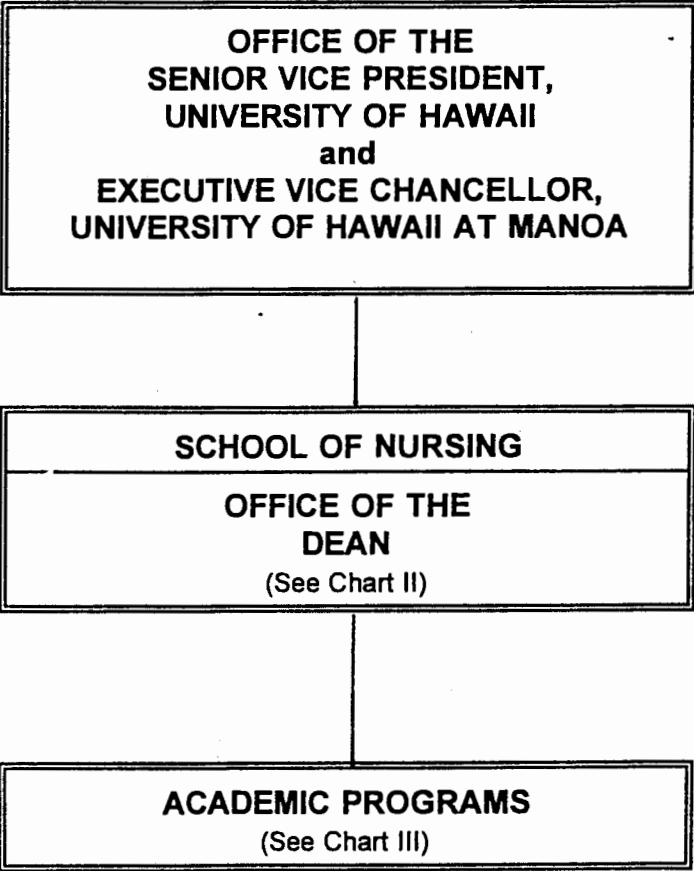 OFFICE OF THE
SENIOR VICE PRESIDENT,
UNIVERSITY OF HAWAII
and
EXECUTIVE VICE CHANCELLOR,
UNIVERSITY OF HAWAII AT MANOA
SCHOOL OF NURSING
OFFICE OF THE
DEAN
(See Chart II)
ACADEMIC PROGRAMS
(See Chart III)